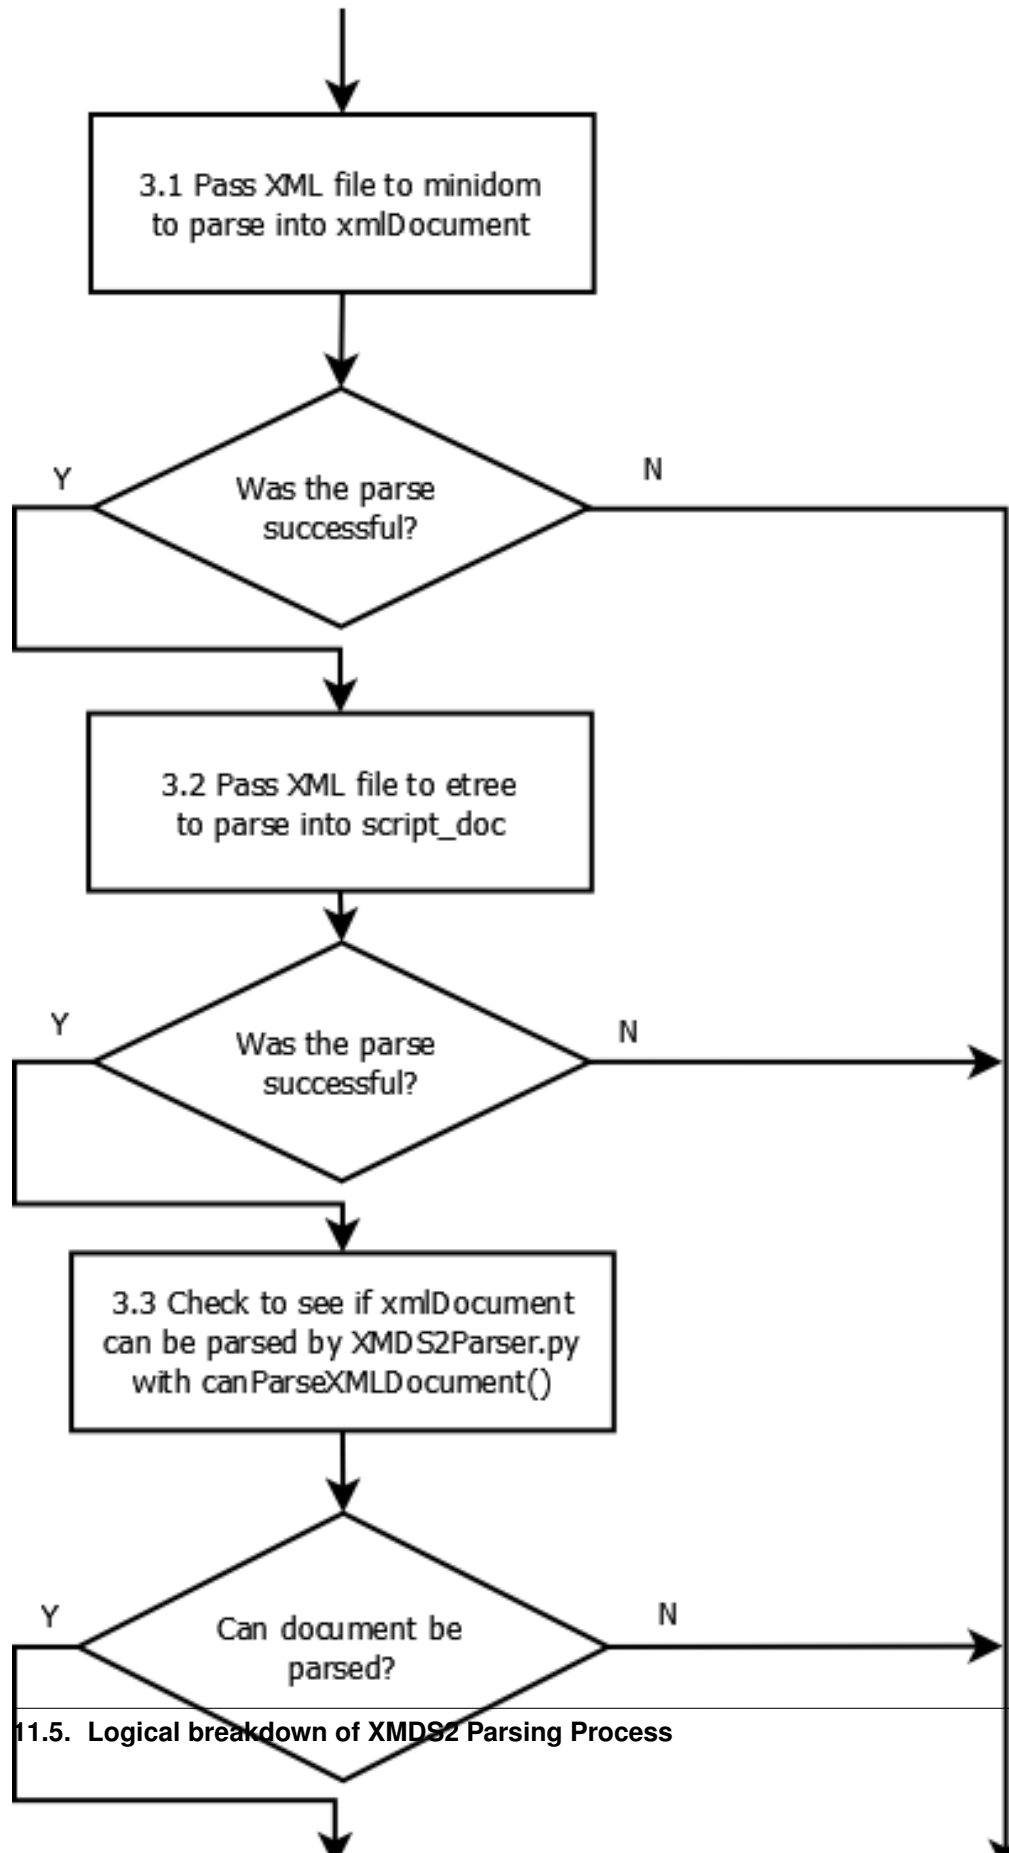 3.1 Pass XML file to minidom
to parse into xmlDocument
Y
N
Was the parse
successful?
3.2 Pass XML file to etree
to parse into script_doc
Y
N
Was the parse
successful?
3.3 Check to see if xmlDocument
can be parsed by XMDS2Parser.py
with canParseXMLDocument()
Y
N
Can document be
parsed?
11.5. Logical breakdown of XMDS2 Parsing Process